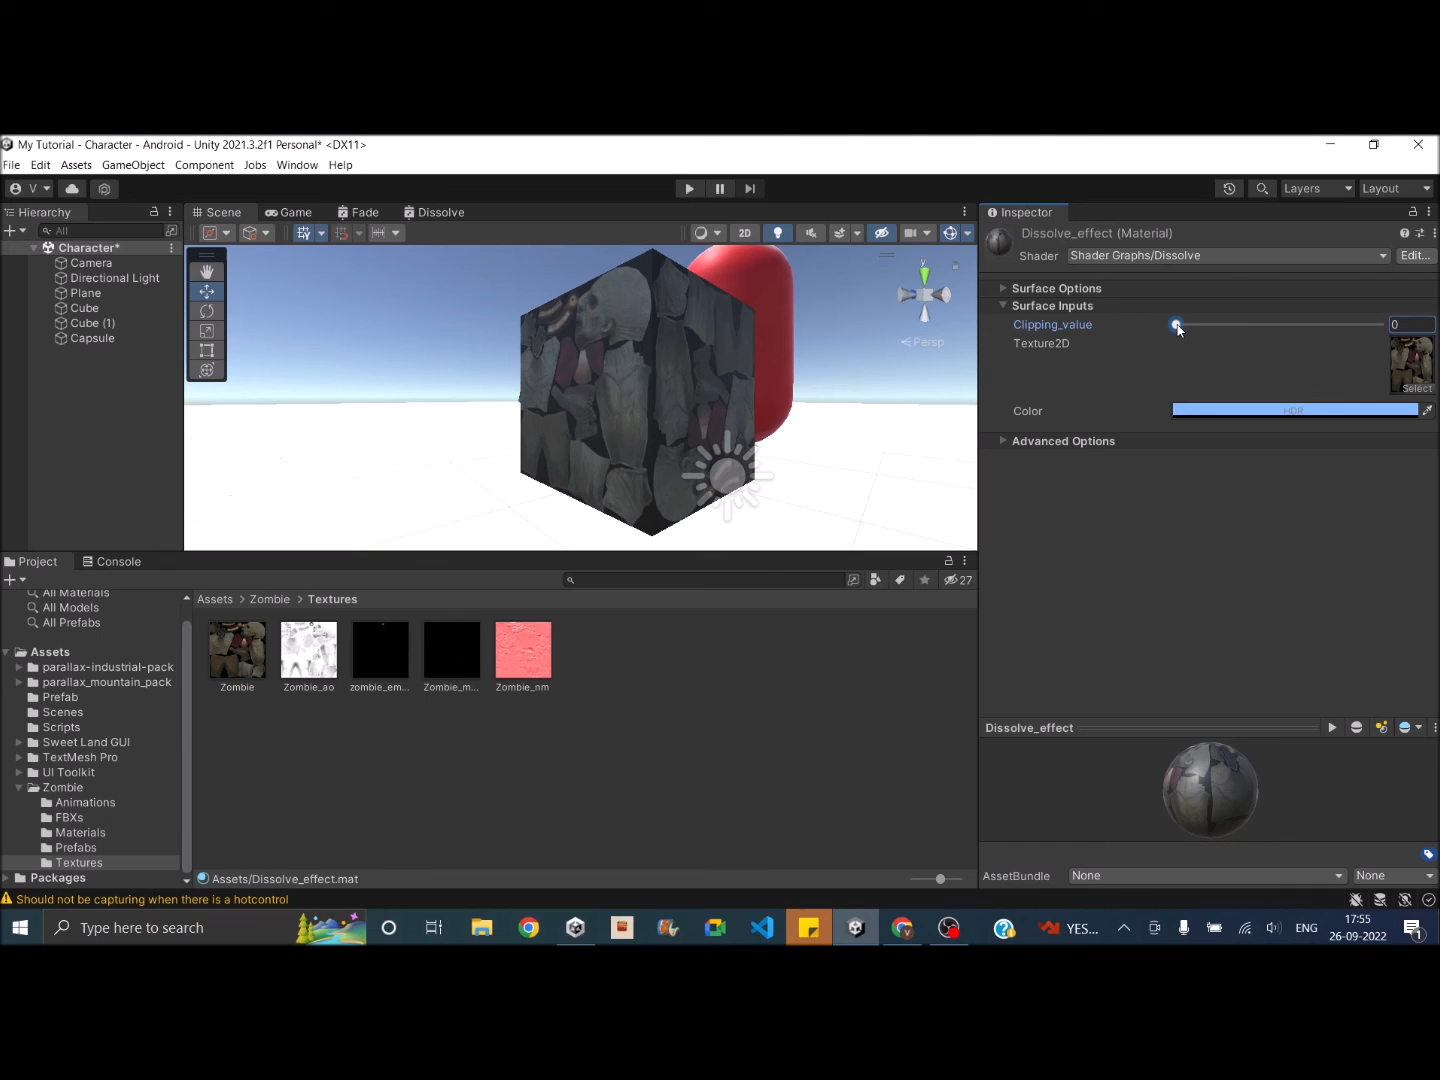 My Tutorial - Character - Android - Unity 2021.3.2f1 Personal* <DX11>
File Edit Assets GameObject Component Jobs Window Help
V Layers Layout
Hierarchy Scene Game Fade Dissolve Inspector
All 2D Dissolve_effect (Material)
Character* Shader Shader Graphs/Dissolve Edit...
Camera
Directional Light
Plane
Cube
Cube (1)
Capsule
y
Persp
Surface Options
Surface Inputs
Clipping_value 0
Texture2D
Select
Color HDR
Advanced Options
Project Console
27
All Materials
All Models
All Prefabs
Assets
parallax-industrial-pack
parallax_mountain_pack
Prefab
Scenes
Scripts
Sweet Land GUI
TextMesh Pro
UI Toolkit
Zombie
Animations
FBXs
Materials
Prefabs
Textures
Packages
Assets > Zombie > Textures
Zombie Zombie_ao zombie_em... Zombie_m... Zombie_nm
Assets/Dissolve_effect.mat
Dissolve_effect
AssetBundle None None
Should not be capturing when there is a hotcontrol
Type here to search
YES... ENG 17:55
26-09-2022
1